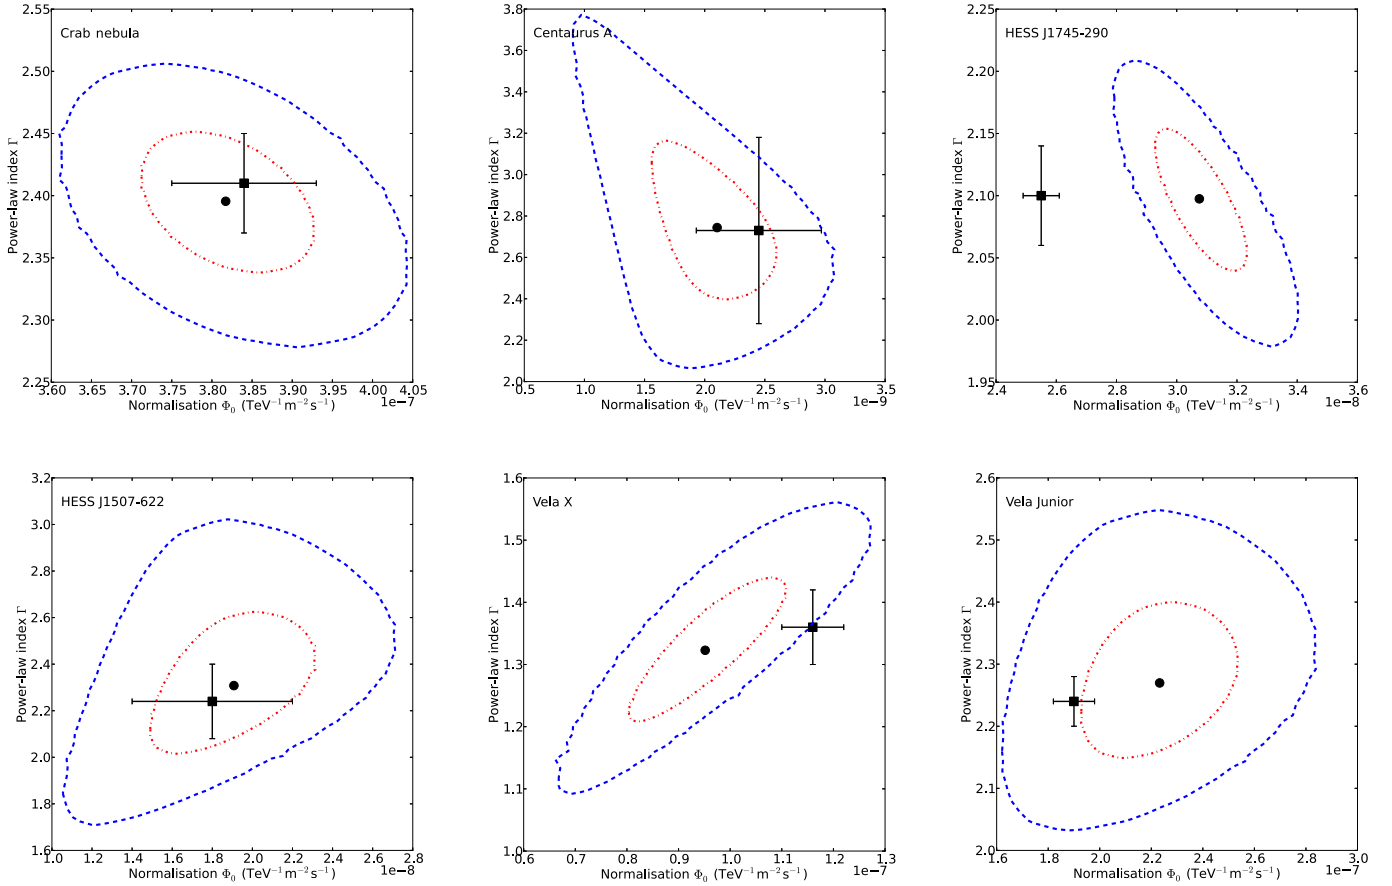 Crab nebula
Power-law index Γ
2.55
2.50
2.45
2.40
2.35
2.30
2.25
3.60 3.65 3.70 3.75 3.80 3.85 3.90 3.95 4.00 4.05
Normalisation Φ₀ (TeV⁻¹m⁻²s⁻¹)
1e−7
Centaurus A
Power-law index Γ
3.8
3.6
3.4
3.2
3.0
2.8
2.6
2.4
2.2
2.0
0.5 1.0 1.5 2.0 2.5 3.0 3.5
Normalisation Φ₀ (TeV⁻¹m⁻²s⁻¹)
1e−9
HESS J1745-290
Power-law index Γ
2.25
2.20
2.15
2.10
2.05
2.00
1.95
2.4 2.6 2.8 3.0 3.2 3.4 3.6
Normalisation Φ₀ (TeV⁻¹m⁻²s⁻¹)
1e−8
HESS J1507-622
Power-law index Γ
3.2
3.0
2.8
2.6
2.4
2.2
2.0
1.8
1.6
1.0 1.2 1.4 1.6 1.8 2.0 2.2 2.4 2.6 2.8
Normalisation Φ₀ (TeV⁻¹m⁻²s⁻¹)
1e−8
Vela X
Power-law index Γ
1.6
1.5
1.4
1.3
1.2
1.1
1.0
0.6 0.7 0.8 0.9 1.0 1.1 1.2 1.3
Normalisation Φ₀ (TeV⁻¹m⁻²s⁻¹)
1e−7
Vela Junior
Power-law index Γ
2.6
2.5
2.4
2.3
2.2
2.1
2.0
1.6 1.8 2.0 2.2 2.4 2.6 2.8 3.0
Normalisation Φ₀ (TeV⁻¹m⁻²s⁻¹)
1e−7